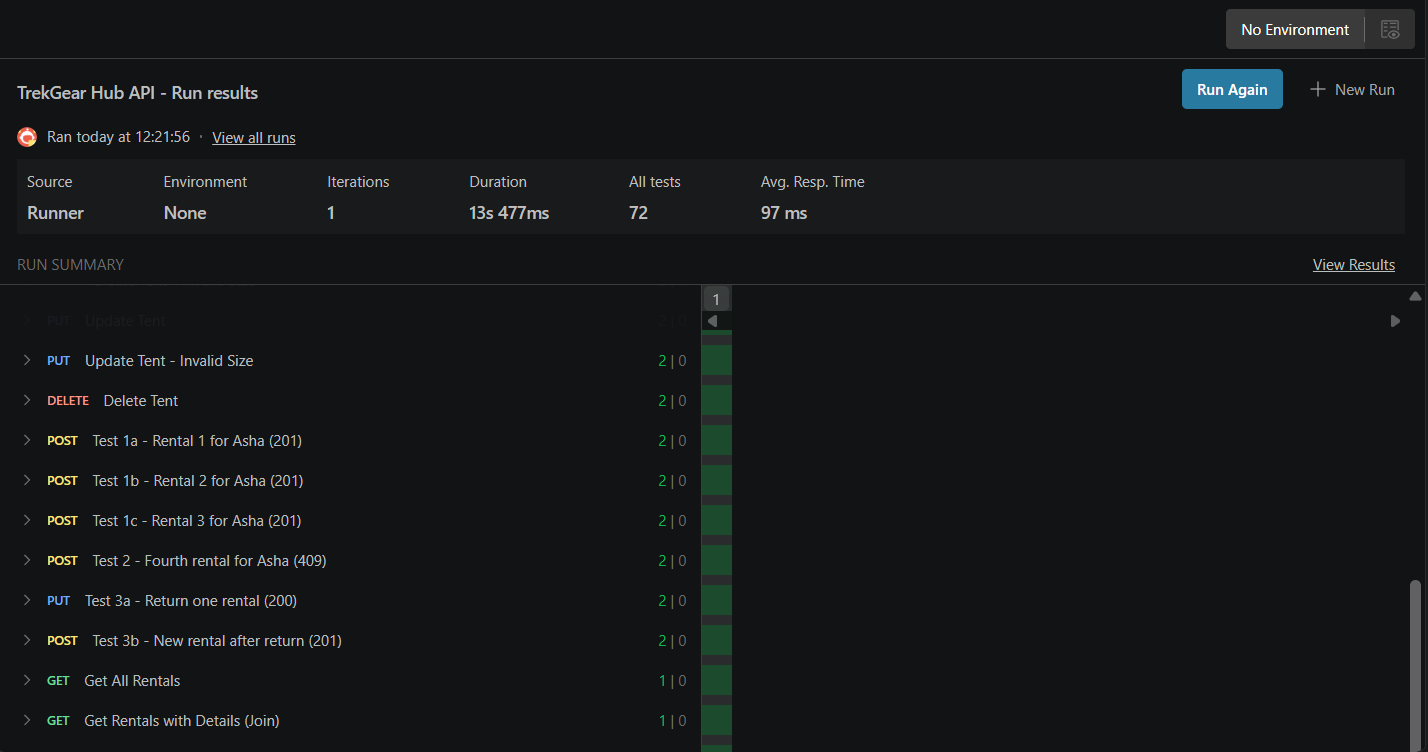 No Environment
TrekGear Hub API - Run results
Run Again
New Run
Ran today at 12:21:56 · View all runs
Source Environment Iterations Duration All tests Avg. Resp. Time
Runner None 1 13s 477ms 72 97 ms
RUN SUMMARY View Results
1
PUT Update Tent
PUT Update Tent - Invalid Size 2 | 0
DELETE Delete Tent 2 | 0
POST Test 1a - Rental 1 for Asha (201) 2 | 0
POST Test 1b - Rental 2 for Asha (201) 2 | 0
POST Test 1c - Rental 3 for Asha (201) 2 | 0
POST Test 2 - Fourth rental for Asha (409) 2 | 0
PUT Test 3a - Return one rental (200) 2 | 0
POST Test 3b - New rental after return (201) 2 | 0
GET Get All Rentals 1 | 0
GET Get Rentals with Details (Join) 1 | 0